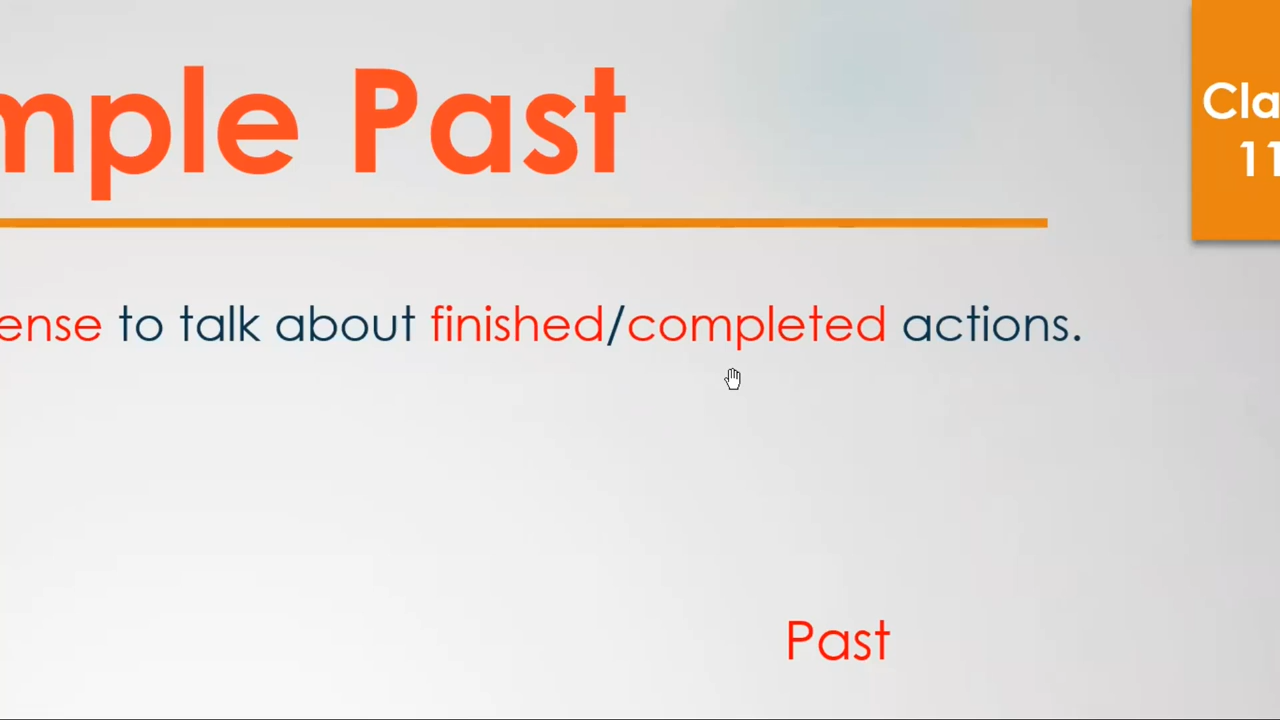 mple Past
Cla
11
ense to talk about finished/completed actions.
Past